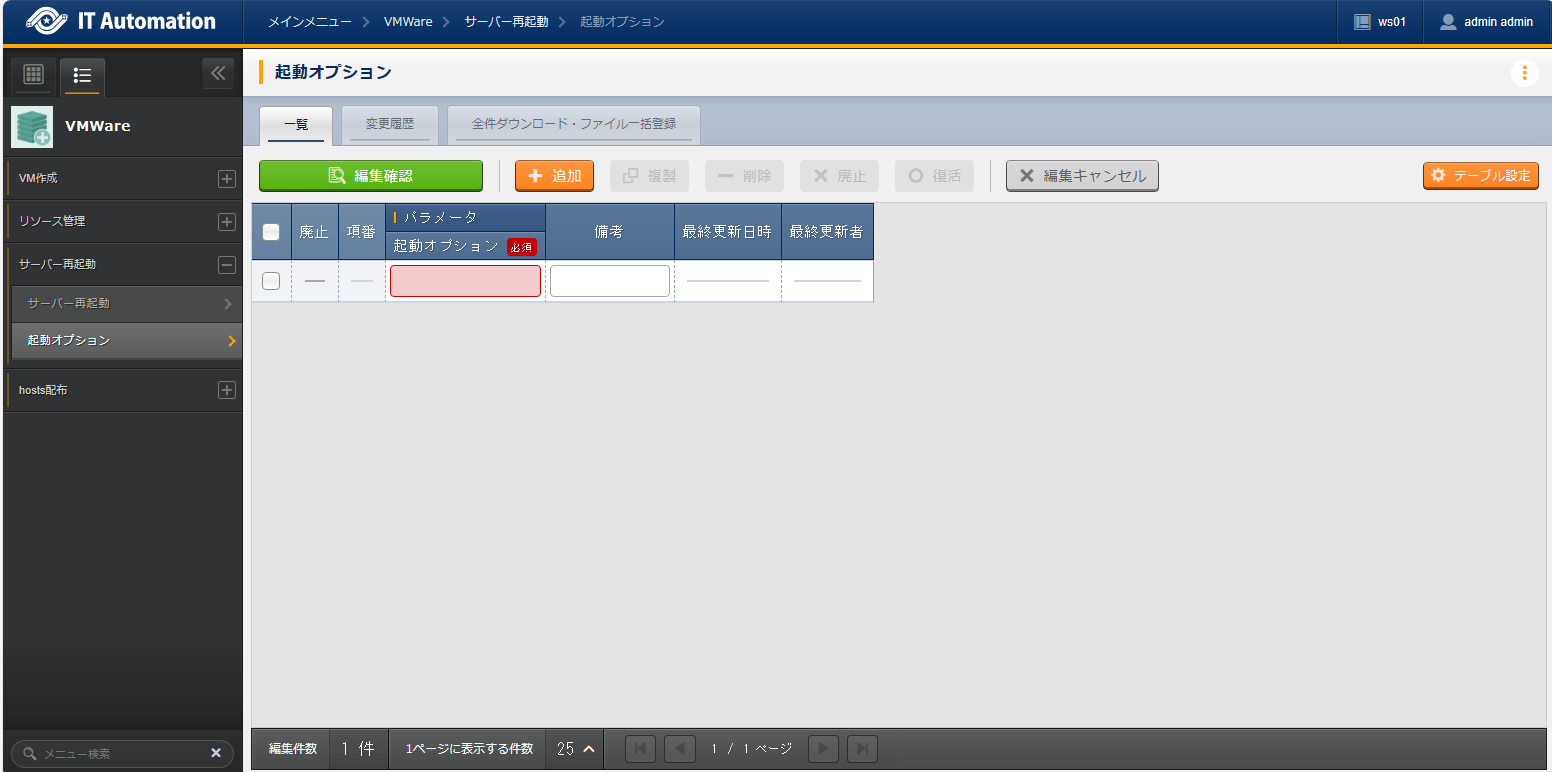 IT Automation
メインメニュー VMWare サーバー再起動 起動オプション
ws01
admin admin
VMWare
VM作成
リソース管理
サーバー再起動
サーバー再起動
起動オプション
hosts配布
メニュー検索
起動オプション
一覧 変更履歴 全件ダウンロード・ファイル一括登録
編集確認 追加 複製 削除 廃止 復活 編集キャンセル テーブル設定
廃止 項番 パラメータ 備考 最終更新日時 最終更新者
起動オプション 必須
編集件数 1 件 1ページに表示する件数 25 1 / 1 ページ